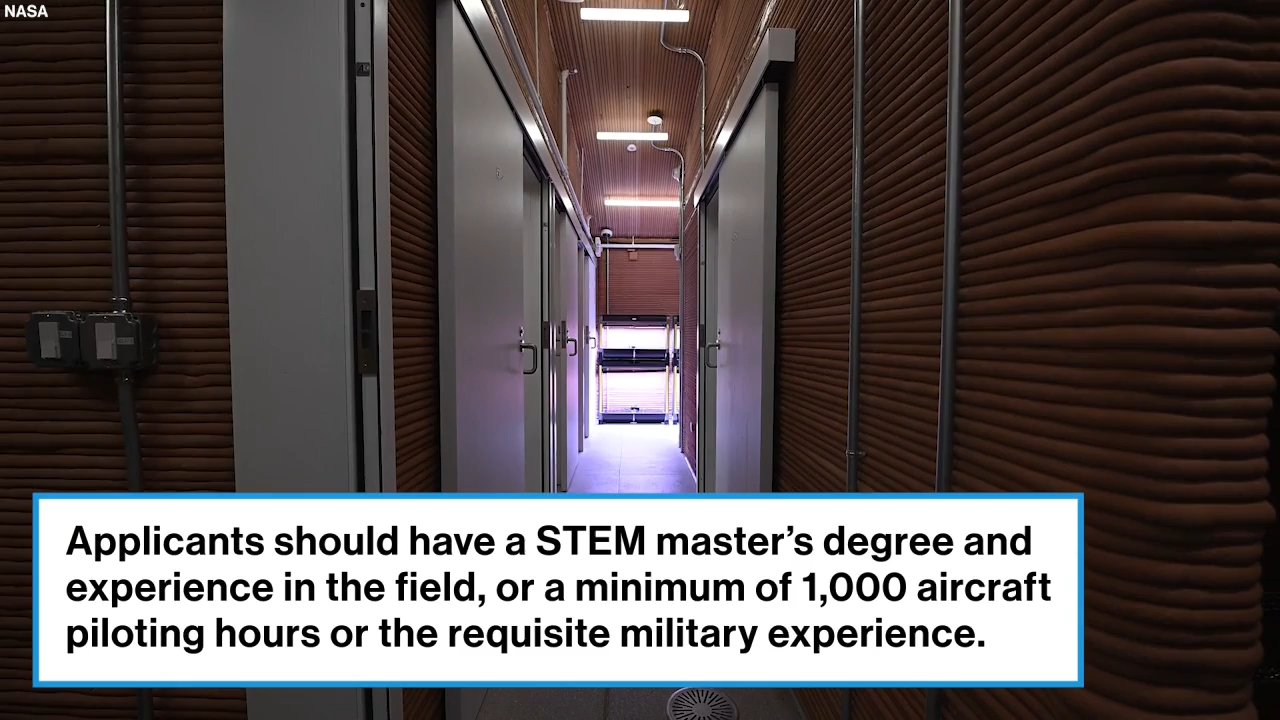 NASA
Applicants should have a STEM master’s degree and
experience in the field, or a minimum of 1,000 aircraft
piloting hours or the requisite military experience.